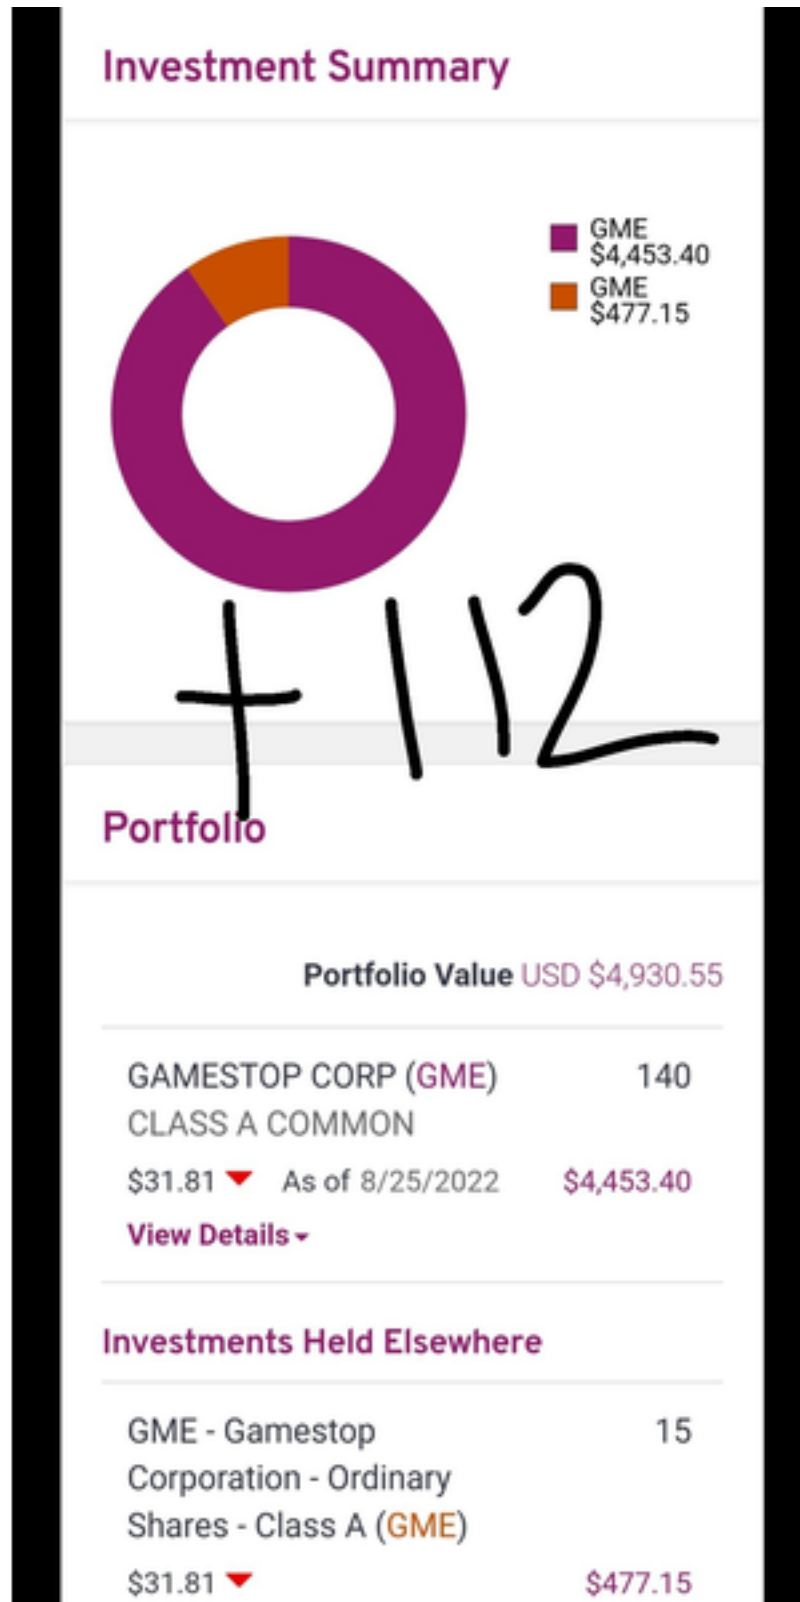 Investment Summary
GME
$4,453.40
GME
$477.15
+112
Portfolio
Portfolio Value USD $4,930.55
GAMESTOP CORP (GME) 140
CLASS A COMMON
$31.81 As of 8/25/2022 $4,453.40
View Details
Investments Held Elsewhere
GME - Gamestop 15
Corporation - Ordinary
Shares - Class A (GME)
$31.81 $477.15